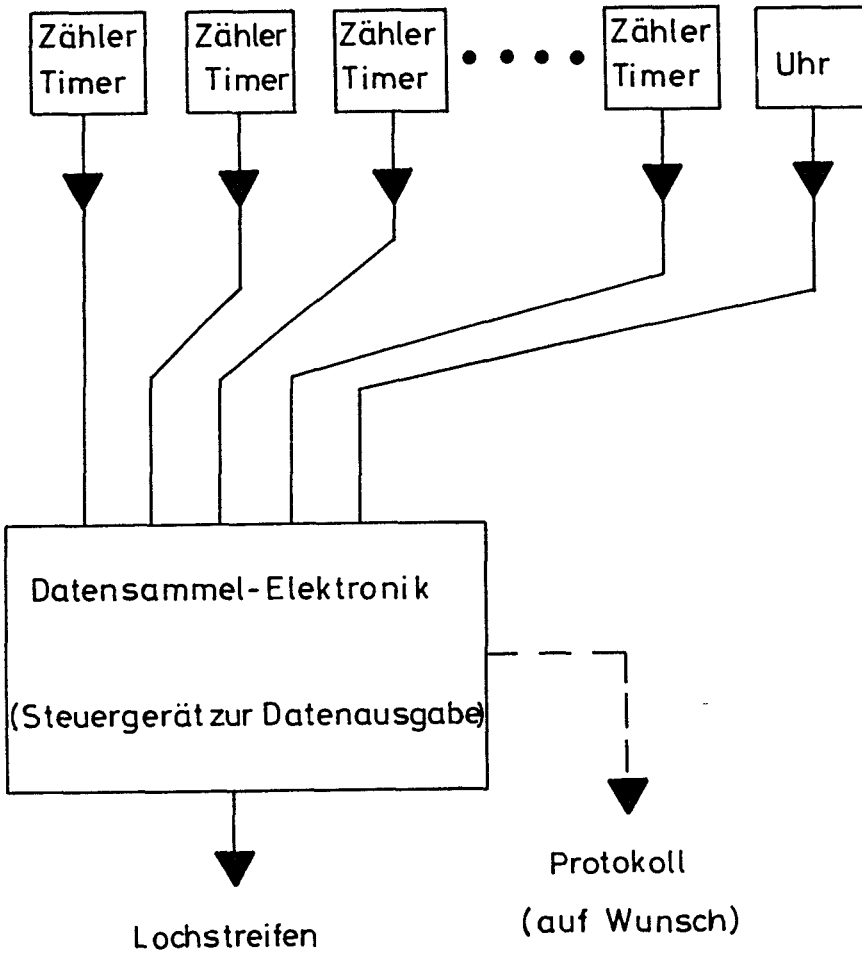 Zähler
Timer
Zähler
Timer
Zähler
Timer
Zähler
Timer
Uhr
Datensammel-Elektronik
(Steuergerät zur Datenausgabe)
Protokoll
(auf Wunsch)
Lochstreifen